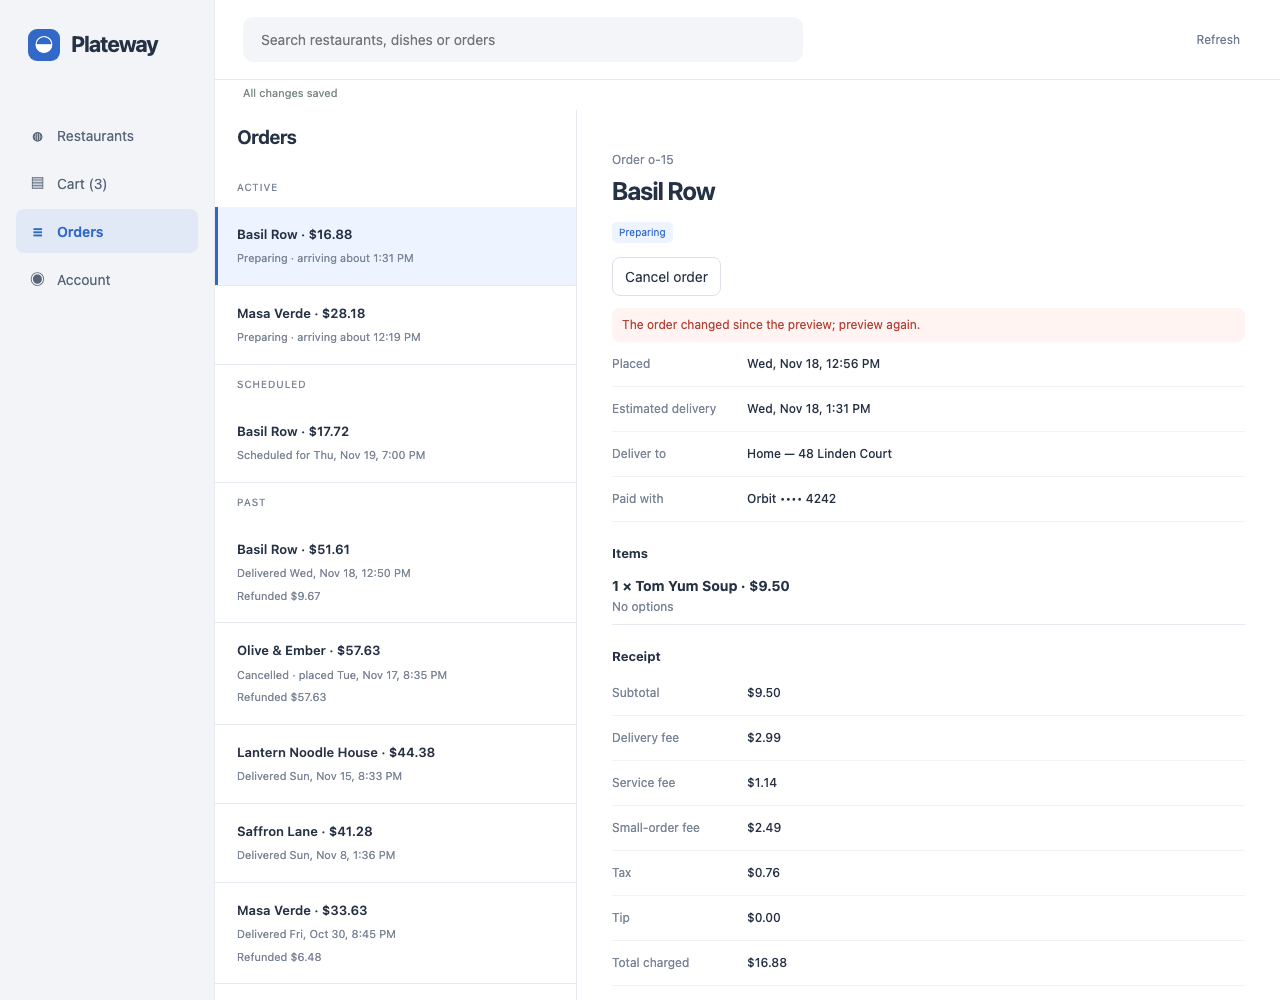 Plateway
Restaurants
Cart (3)
Orders
Account
Search restaurants, dishes or orders
Refresh
All changes saved
Orders
ACTIVE
Basil Row · $16.88
Preparing · arriving about 1:31 PM
Masa Verde · $28.18
Preparing · arriving about 12:19 PM
SCHEDULED
Basil Row · $17.72
Scheduled for Thu, Nov 19, 7:00 PM
PAST
Basil Row · $51.61
Delivered Wed, Nov 18, 12:50 PM
Refunded $9.67
Olive & Ember · $57.63
Cancelled · placed Tue, Nov 17, 8:35 PM
Refunded $57.63
Lantern Noodle House · $44.38
Delivered Sun, Nov 15, 8:33 PM
Saffron Lane · $41.28
Delivered Sun, Nov 8, 1:36 PM
Masa Verde · $33.63
Delivered Fri, Oct 30, 8:45 PM
Refunded $6.48
Order o-15
Basil Row
Preparing
Cancel order
The order changed since the preview; preview again.
Placed Wed, Nov 18, 12:56 PM
Estimated delivery Wed, Nov 18, 1:31 PM
Deliver to Home — 48 Linden Court
Paid with Orbit •••• 4242
Items
1 × Tom Yum Soup · $9.50
No options
Receipt
Subtotal $9.50
Delivery fee $2.99
Service fee $1.14
Small-order fee $2.49
Tax $0.76
Tip $0.00
Total charged $16.88